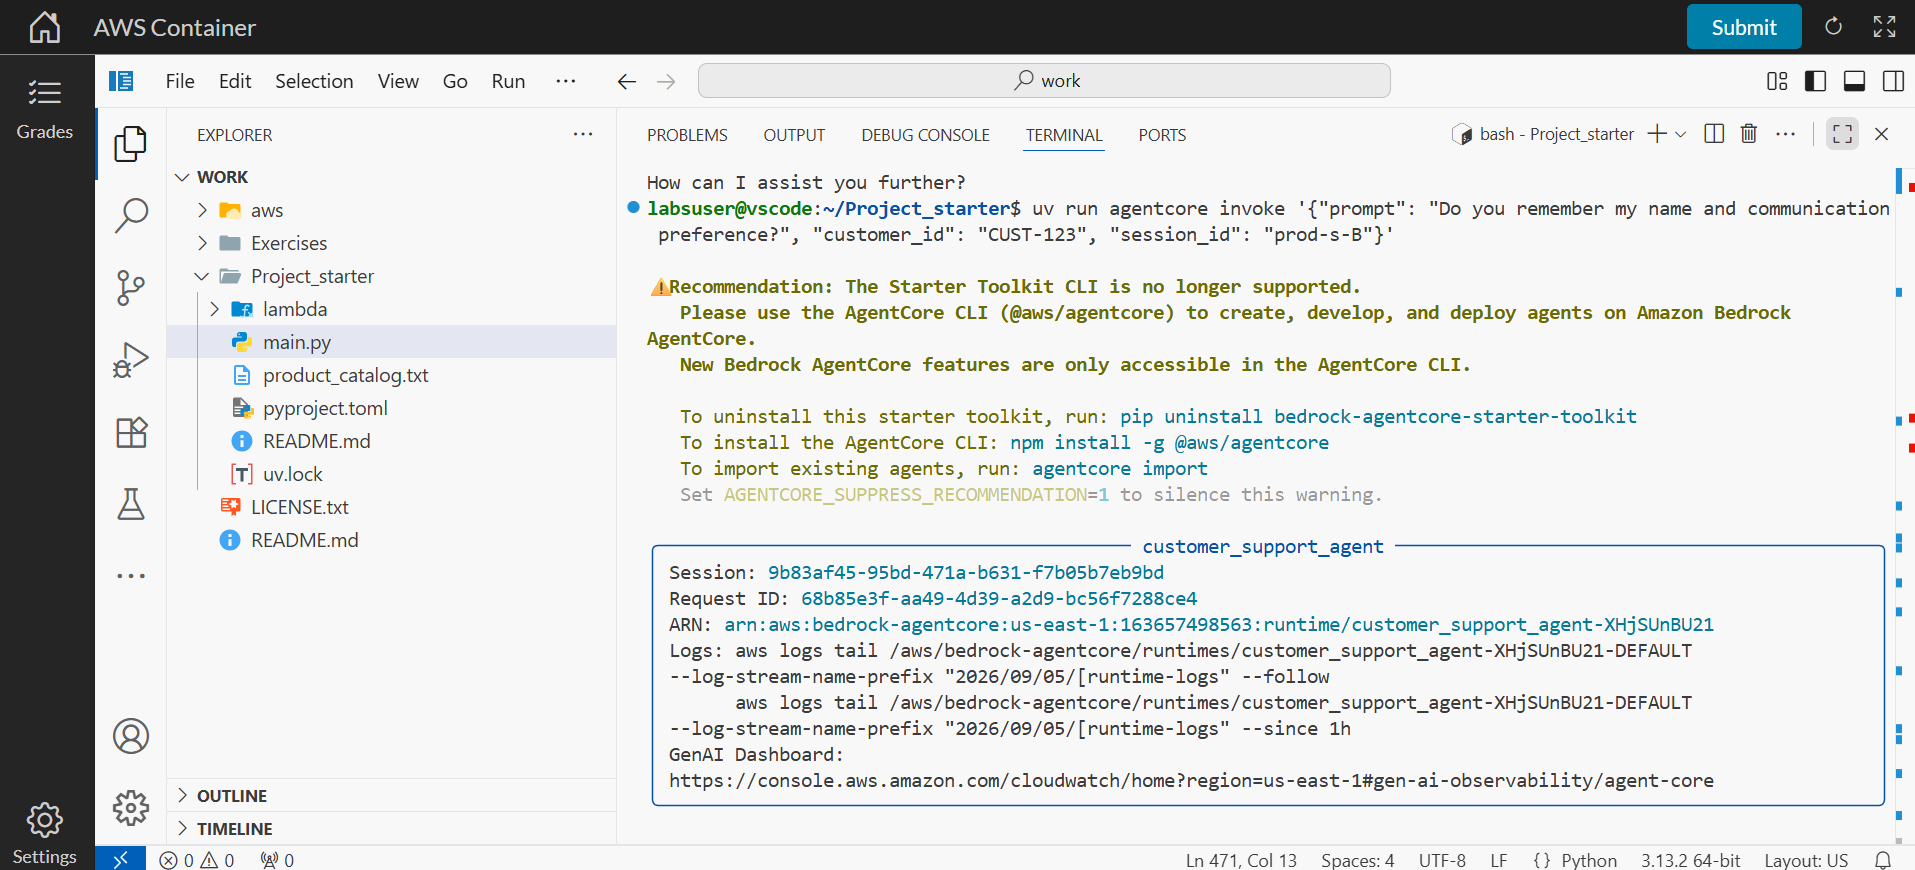 AWS Container
Submit
Grades
Settings
File Edit Selection View Go Run ...
work
EXPLORER
WORK
aws
Exercises
Project_starter
lambda
main.py
product_catalog.txt
pyproject.toml
README.md
uv.lock
LICENSE.txt
README.md
OUTLINE
TIMELINE
PROBLEMS OUTPUT DEBUG CONSOLE TERMINAL PORTS
bash - Project_starter
How can I assist you further?
labsuser@vscode:~/Project_starter$ uv run agentcore invoke '{"prompt": "Do you remember my name and communication
preference?", "customer_id": "CUST-123", "session_id": "prod-s-B"}'
⚠Recommendation: The Starter Toolkit CLI is no longer supported.
Please use the AgentCore CLI (@aws/agentcore) to create, develop, and deploy agents on Amazon Bedrock
AgentCore.
New Bedrock AgentCore features are only accessible in the AgentCore CLI.
To uninstall this starter toolkit, run: pip uninstall bedrock-agentcore-starter-toolkit
To install the AgentCore CLI: npm install -g @aws/agentcore
To import existing agents, run: agentcore import
Set AGENTCORE_SUPPRESS_RECOMMENDATION=1 to silence this warning.
customer_support_agent
Session: 9b83af45-95bd-471a-b631-f7b05b7eb9bd
Request ID: 68b85e3f-aa49-4d39-a2d9-bc56f7288ce4
ARN: arn:aws:bedrock-agentcore:us-east-1:163657498563:runtime/customer_support_agent-XHjSUnBU21
Logs: aws logs tail /aws/bedrock-agentcore/runtimes/customer_support_agent-XHjSUnBU21-DEFAULT
--log-stream-name-prefix "2026/09/05/[runtime-logs" --follow
aws logs tail /aws/bedrock-agentcore/runtimes/customer_support_agent-XHjSUnBU21-DEFAULT
--log-stream-name-prefix "2026/09/05/[runtime-logs" --since 1h
GenAI Dashboard:
https://console.aws.amazon.com/cloudwatch/home?region=us-east-1#gen-ai-observability/agent-core
0 0 0
Ln 471, Col 13 Spaces: 4 UTF-8 LF {} Python 3.13.2 64-bit Layout: US